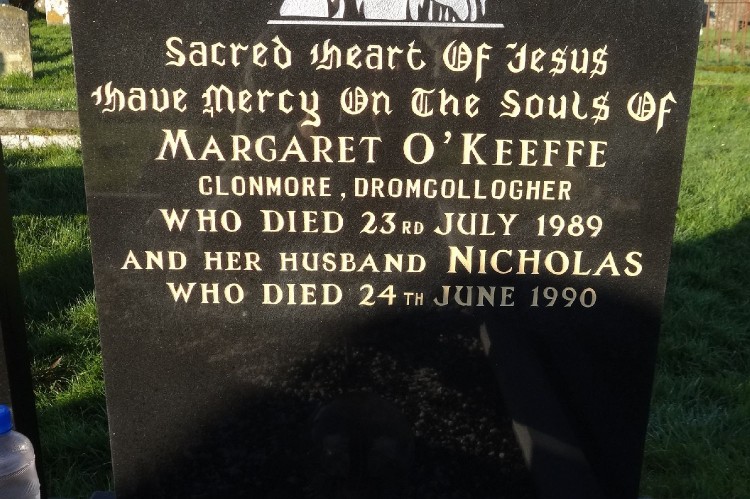 Sacred Heart Of Jesus
Have Mercy On The Souls Of
MARGARET O'KEEFFE
CLONMORE, DROMCOLLOGHER
WHO DIED 23RD JULY 1989
AND HER HUSBAND NICHOLAS
WHO DIED 24TH JUNE 1990